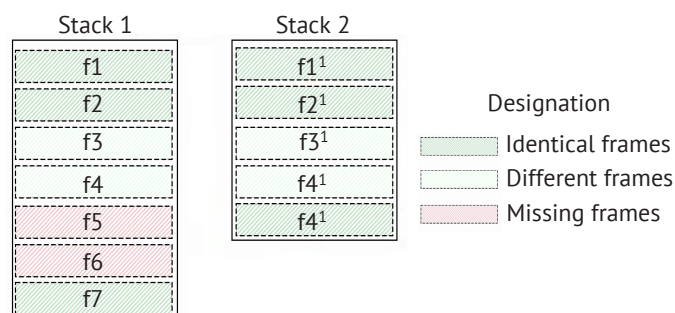 Stack 1
f1
f2
f3
f4
f5
f6
f7
Stack 2
f1¹
f2¹
f3¹
f4¹
f4¹
Designation
Identical frames
Different frames
Missing frames